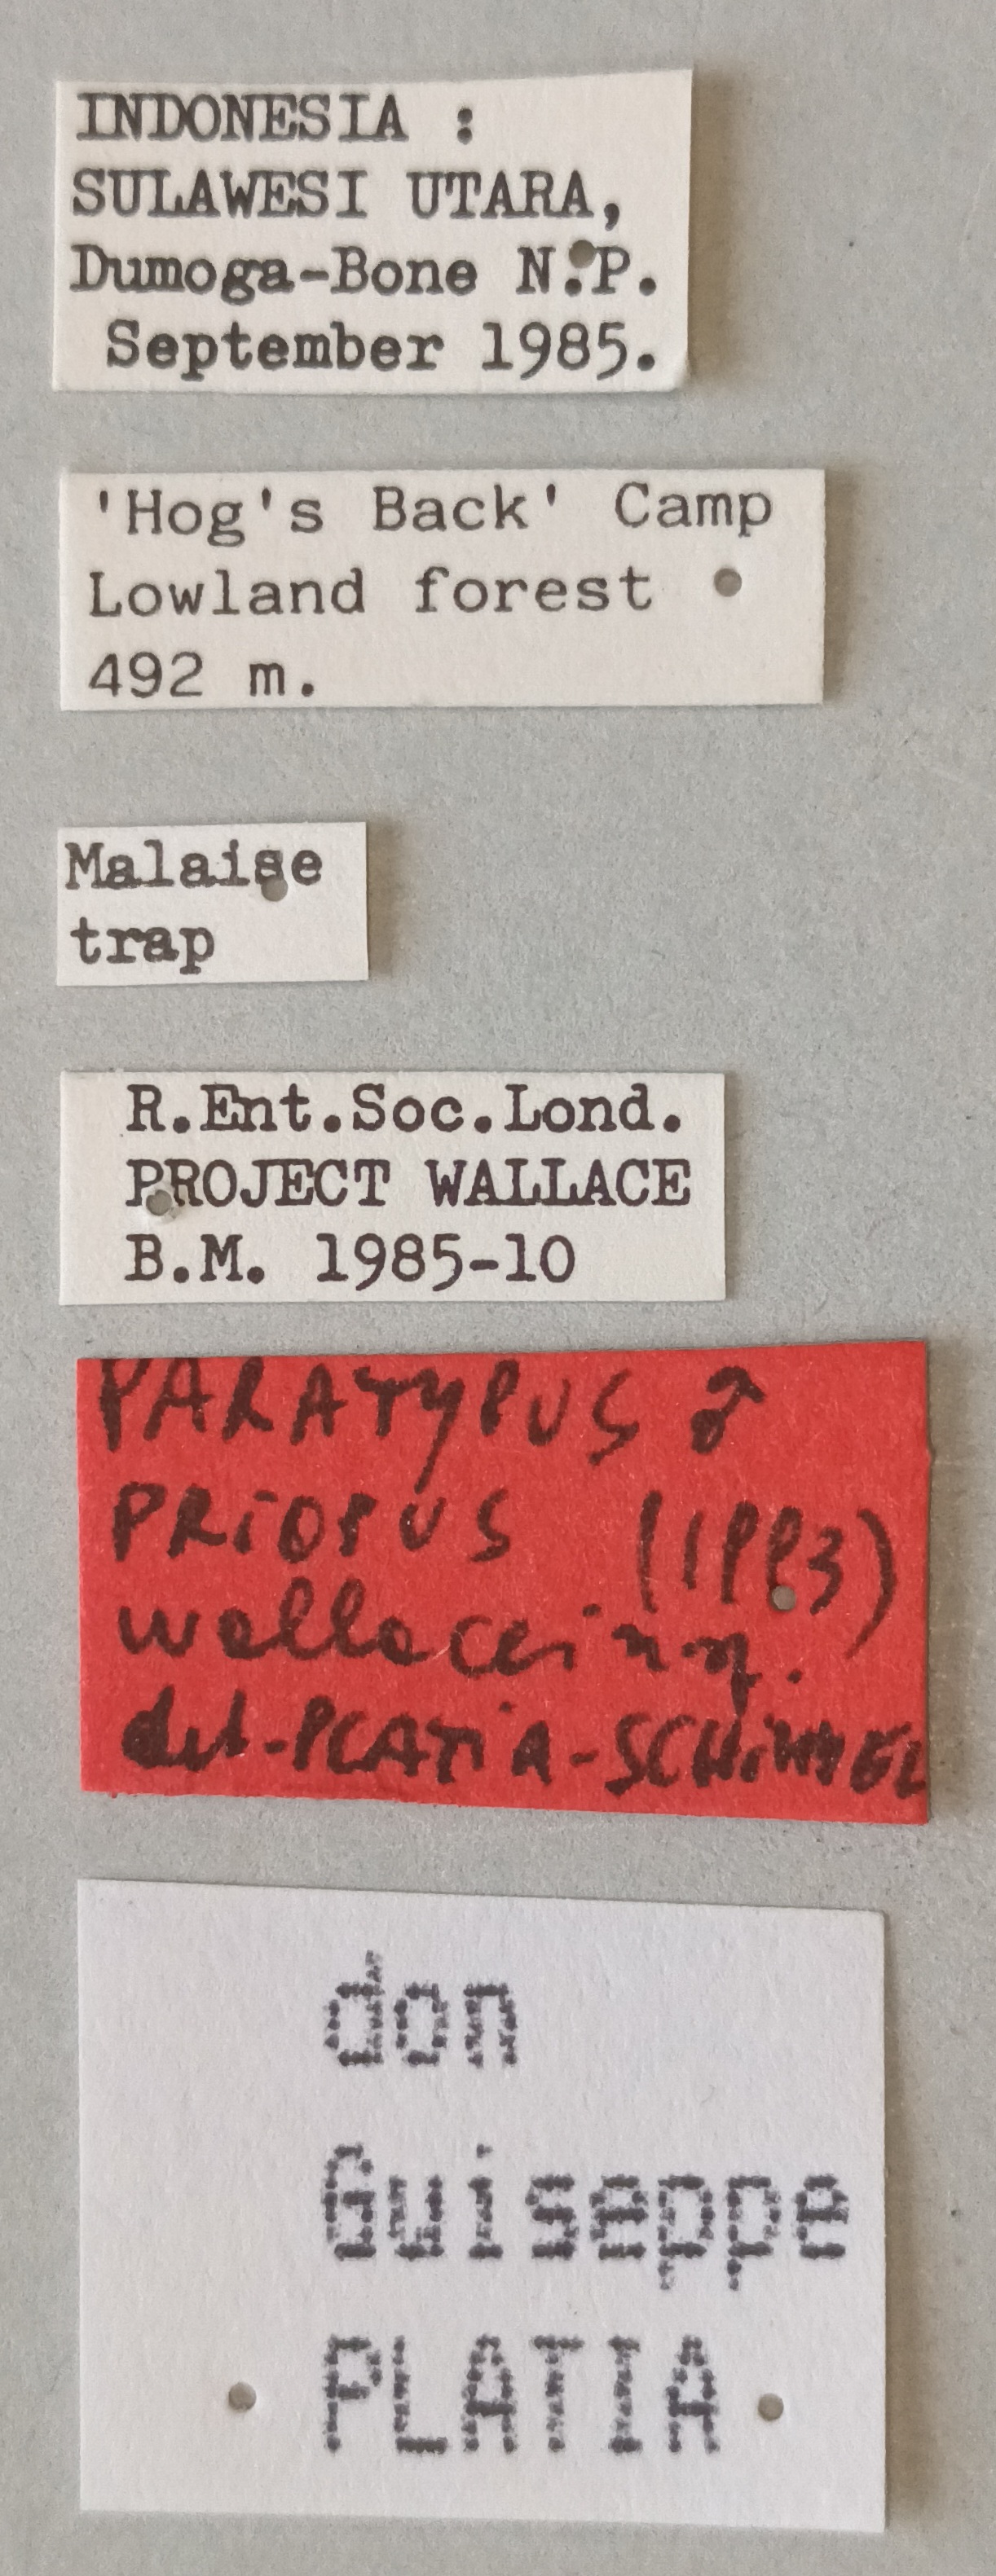 INDONESIA :
SULAWESI UTARA,
Dumoga-Bone N.P.
September 1985.
'Hog's Back' Camp
Lowland forest
492 m.
Malaise
trap
R.Ent.Soc.Lond.
PROJECT WALLACE
B.M. 1985-10
PARATYPUS ♂
PRIOPUS (1993)
wallacei n.
det-PLATIA-SCHIMMEL
don
Guiseppe
PLATIA